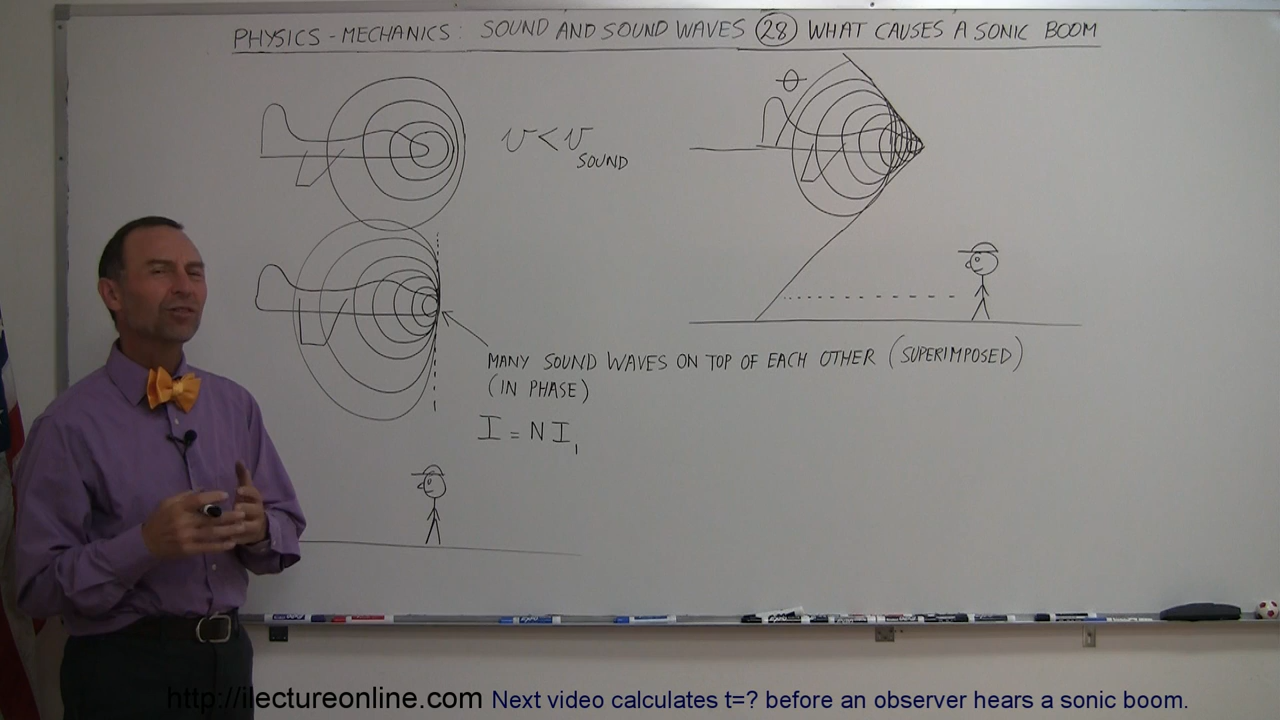 PHYSICS - MECHANICS: SOUND AND SOUND WAVES 28 WHAT CAUSES A SONIC BOOM
θ
v < v SOUND
MANY SOUND WAVES ON TOP OF EACH OTHER (SUPERIMPOSED)
(IN PHASE)
I = N I₁
http://ilectureonline.com Next video calculates t=? before an observer hears a sonic boom.